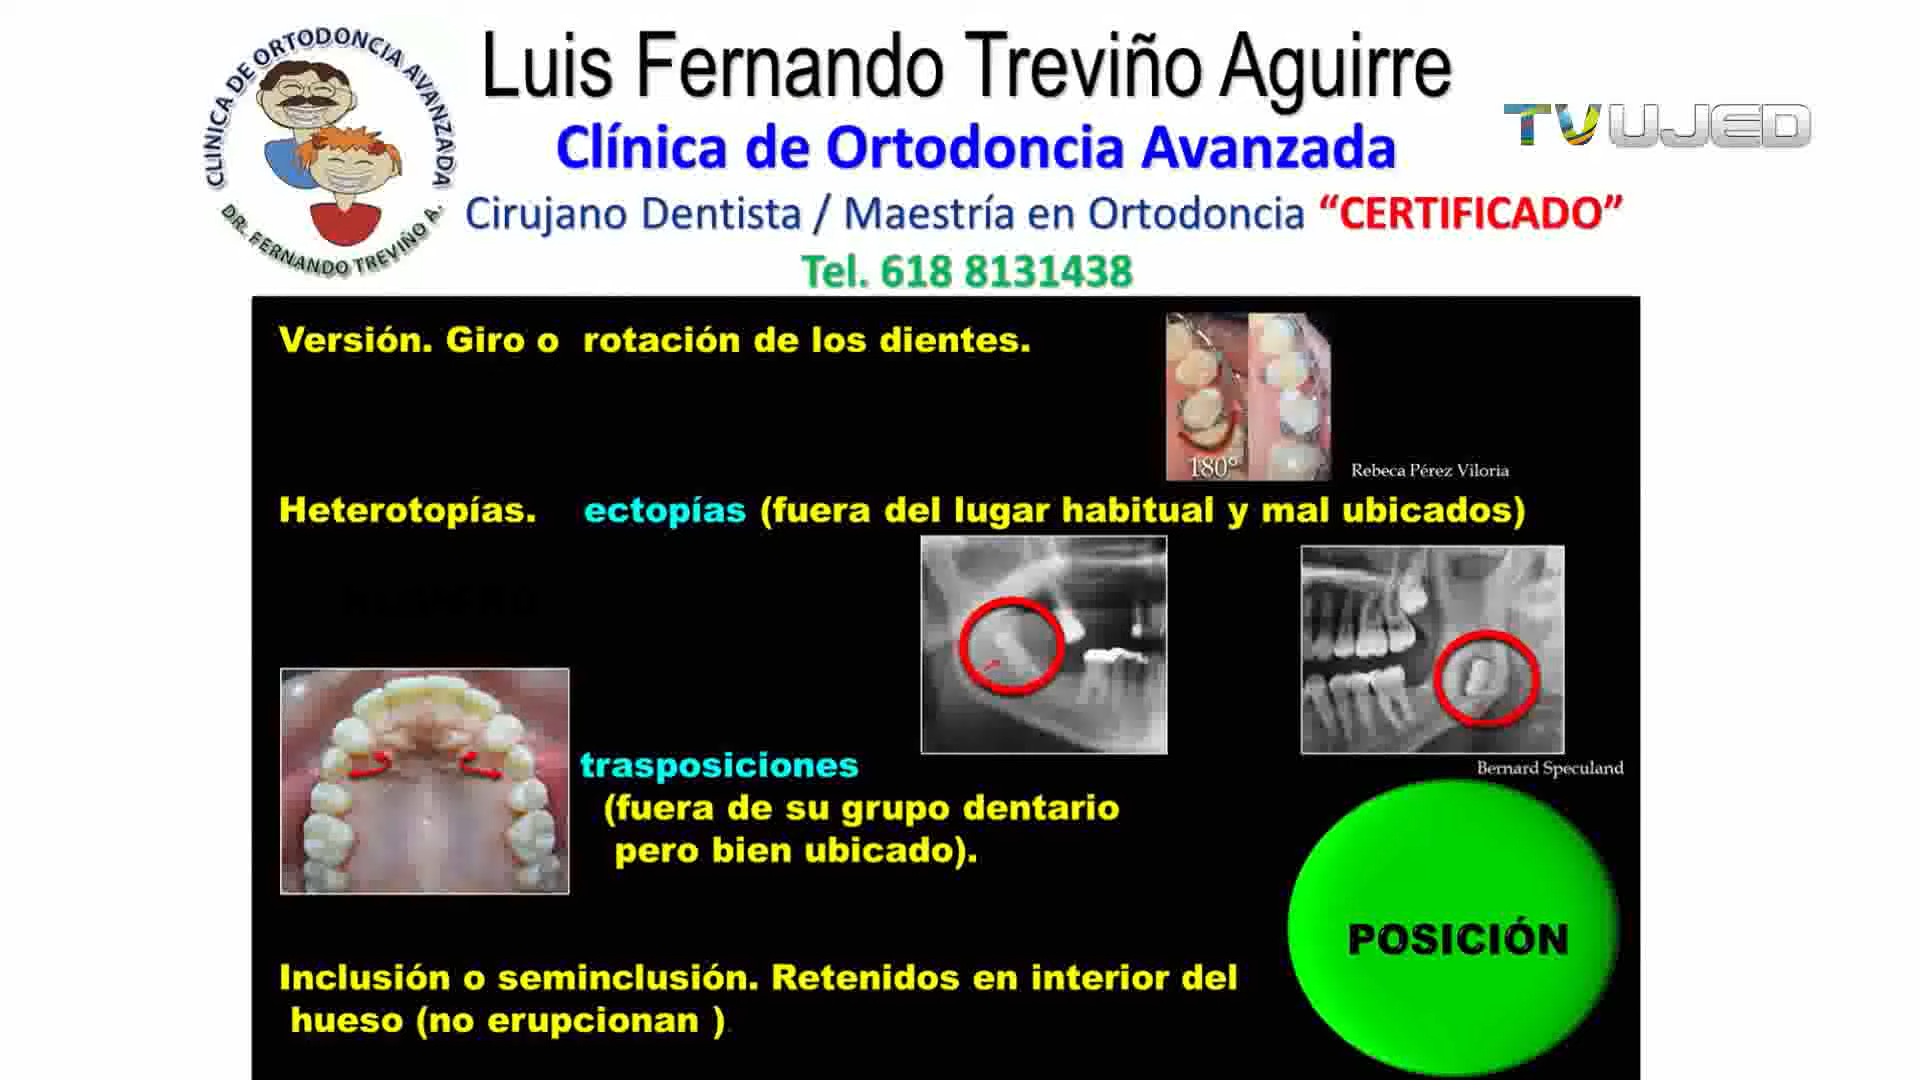 CLINICA DE ORTODONCIA AVANZADA
DR. FERNANDO TREVIÑO A.
Luis Fernando Treviño Aguirre
TVUJED
Clínica de Ortodoncia Avanzada
Cirujano Dentista / Maestría en Ortodoncia “CERTIFICADO”
Tel. 618 8131438
Versión. Giro o rotación de los dientes.
180°
Rebeca Pérez Viloria
Heterotopías. ectopías (fuera del lugar habitual y mal ubicados)
Bernard Speculand
trasposiciones
(fuera de su grupo dentario
pero bien ubicado).
POSICIÓN
Inclusión o seminclusión. Retenidos en interior del
hueso (no erupcionan ).